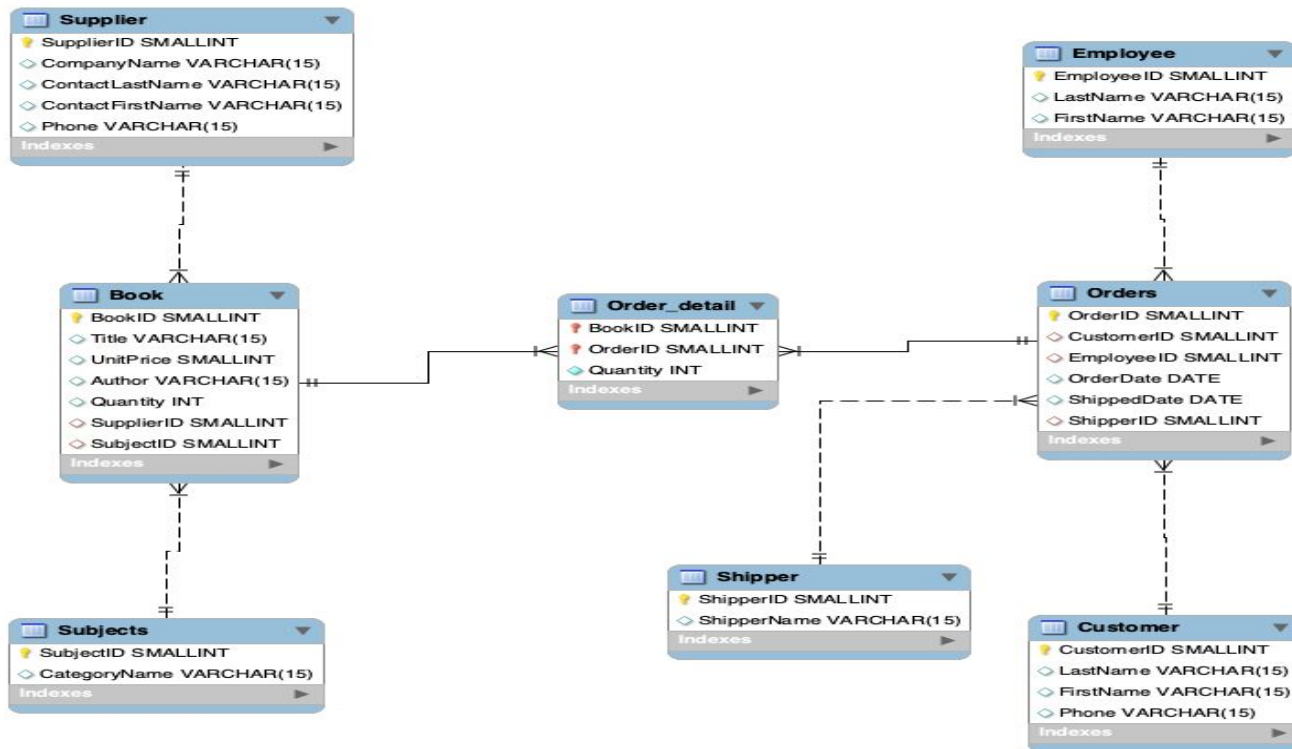 Supplier
SupplierID SMALLINT
CompanyName VARCHAR(15)
ContactLastName VARCHAR(15)
ContactFirstName VARCHAR(15)
Phone VARCHAR(15)
Indexes
Employee
EmployeeID SMALLINT
LastName VARCHAR(15)
FirstName VARCHAR(15)
Indexes
Book
BookID SMALLINT
Title VARCHAR(15)
UnitPrice SMALLINT
Author VARCHAR(15)
Quantity INT
SupplierID SMALLINT
SubjectID SMALLINT
Indexes
Order_detail
BookID SMALLINT
OrderID SMALLINT
Quantity INT
Indexes
Orders
OrderID SMALLINT
CustomerID SMALLINT
EmployeeID SMALLINT
OrderDate DATE
ShippedDate DATE
ShipperID SMALLINT
Indexes
Subjects
SubjectID SMALLINT
CategoryName VARCHAR(15)
Indexes
Shipper
ShipperID SMALLINT
ShipperName VARCHAR(15)
Indexes
Customer
CustomerID SMALLINT
LastName VARCHAR(15)
FirstName VARCHAR(15)
Phone VARCHAR(15)
Indexes